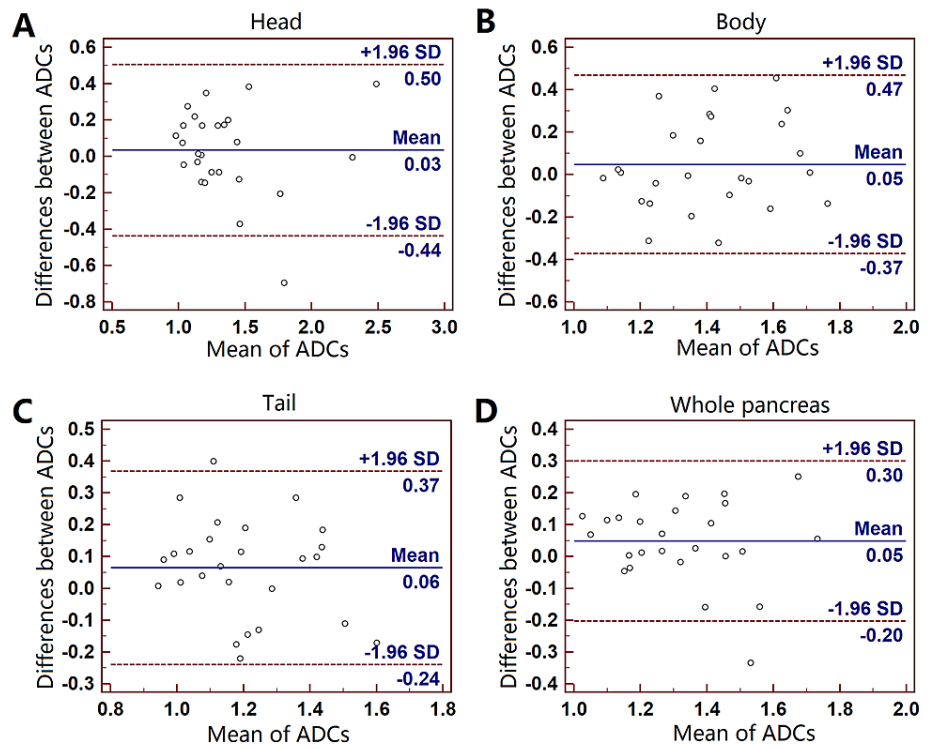 A
Head
Differences between ADCs
0.6
0.4
0.2
0.0
-0.2
-0.4
-0.6
-0.8
+1.96 SD
0.50
Mean
0.03
-1.96 SD
-0.44
0.5 1.0 1.5 2.0 2.5 3.0
Mean of ADCs
B
Body
Differences between ADCs
0.6
0.4
0.2
0.0
-0.2
-0.4
-0.6
+1.96 SD
0.47
Mean
0.05
-1.96 SD
-0.37
1.0 1.2 1.4 1.6 1.8 2.0
Mean of ADCs
C
Tail
Differences between ADCs
0.5
0.4
0.3
0.2
0.1
0.0
-0.1
-0.2
-0.3
+1.96 SD
0.37
Mean
0.06
-1.96 SD
-0.24
0.8 1.0 1.2 1.4 1.6 1.8
Mean of ADCs
D
Whole pancreas
Differences between ADCs
0.4
0.3
0.2
0.1
0.0
-0.1
-0.2
-0.3
-0.4
+1.96 SD
0.30
Mean
0.05
-1.96 SD
-0.20
1.0 1.2 1.4 1.6 1.8 2.0
Mean of ADCs